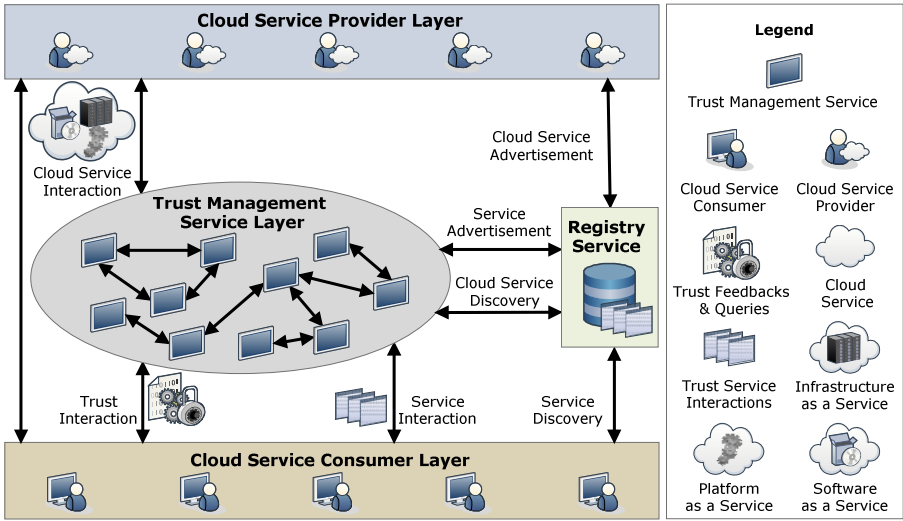 Cloud Service Provider Layer
Cloud Service
Interaction
Cloud Service
Advertisement
Trust Management
Service Layer
Service
Advertisement
Registry
Service
Cloud Service
Discovery
Trust
Interaction
Service
Interaction
Service
Discovery
Cloud Service Consumer Layer
Legend
Trust Management Service
Cloud Service
Consumer
Cloud Service
Provider
Trust Feedbacks
& Queries
Cloud
Service
Trust Service
Interactions
Infrastructure
as a Service
Platform
as a Service
Software
as a Service